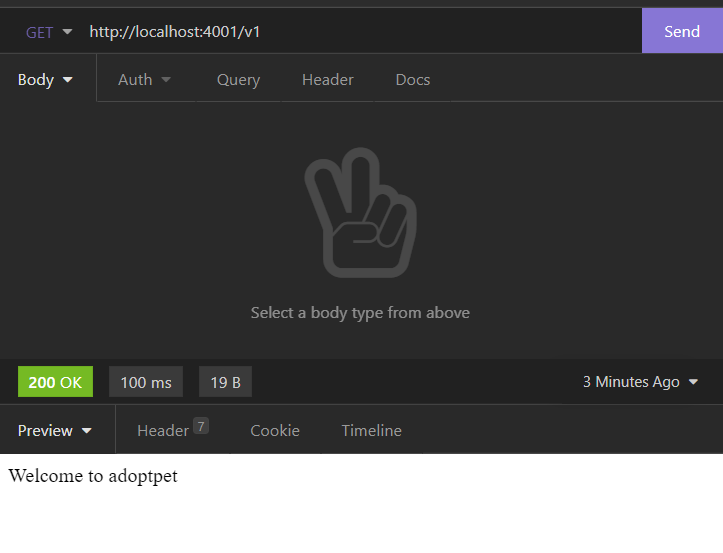 GET http://localhost:4001/v1 Send
Body Auth Query Header Docs
Select a body type from above
200 OK 100 ms 19 B 3 Minutes Ago
Preview Header 7 Cookie Timeline
Welcome to adoptpet